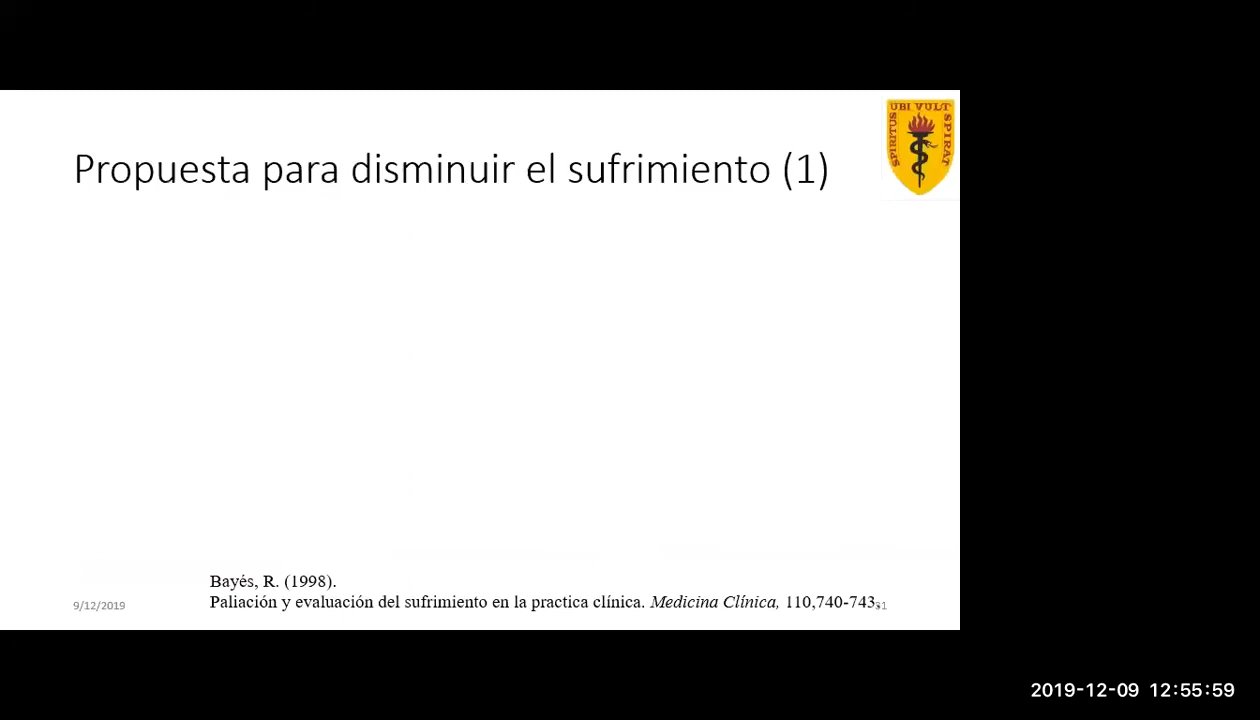 Propuesta para disminuir el sufrimiento (1)
SPIRITUS UBI VULT SPIRAT
Bayés, R. (1998).
Paliación y evaluación del sufrimiento en la practica clínica. Medicina Clínica, 110,740-743.
9/12/2019
31
2019-12-09 12:55:59